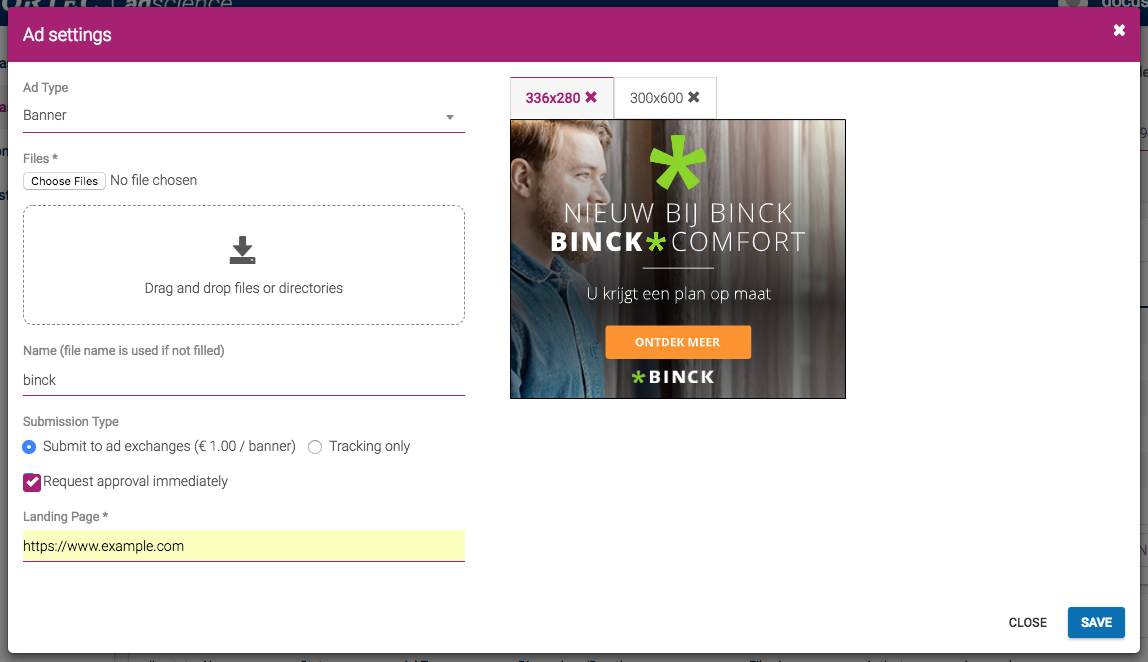 adscience
Ad settings
Ad Type
Banner
Files *
Choose Files No file chosen
Drag and drop files or directories
Name (file name is used if not filled)
binck
Submission Type
Submit to ad exchanges (€ 1.00 / banner) Tracking only
Request approval immediately
Landing Page *
https://www.example.com
336x280 300x600
NIEUW BIJ BINCK
BINCK*COMFORT
U krijgt een plan op maat
ONTDEK MEER
*BINCK
CLOSE SAVE